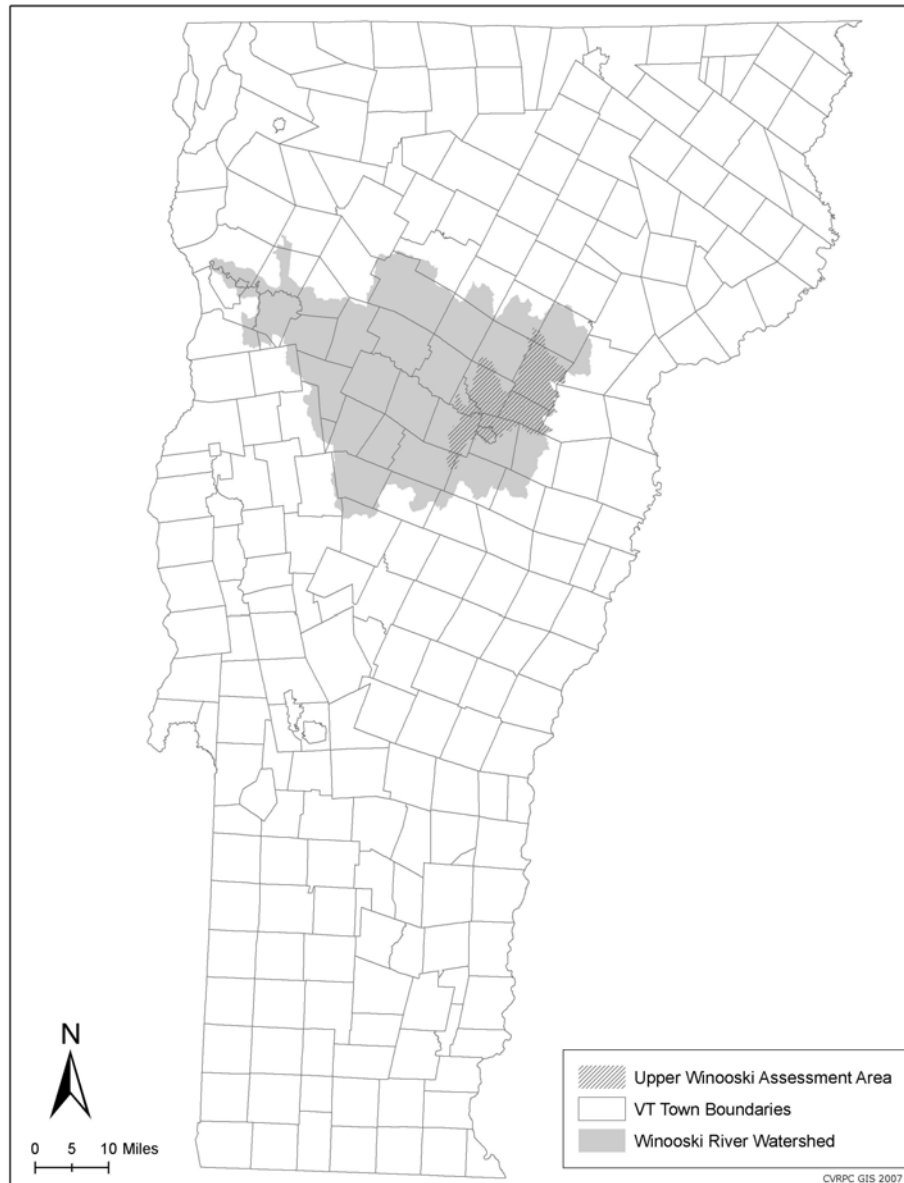 N
0 5 10 Miles
Upper Winooski Assessment Area
VT Town Boundaries
Winooski River Watershed
CVRPC GIS 2007